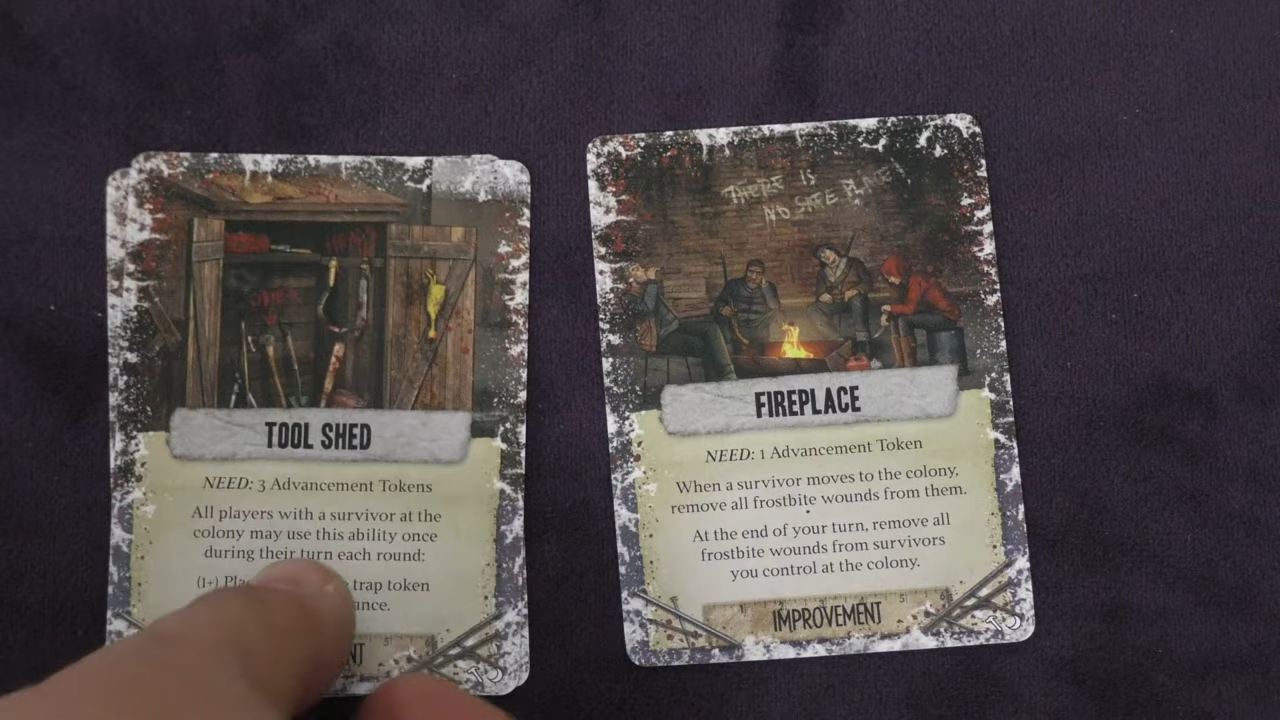 TOOL SHED
NEED: 3 Advancement Tokens
All players with a survivor at the
colony may use this ability once
during their turn each round:
(1+) trap token
THERE IS
NO SAFE PLACE!
FIREPLACE
NEED: 1 Advancement Token
When a survivor moves to the colony,
remove all frostbite wounds from them.
At the end of your turn, remove all
frostbite wounds from survivors
you control at the colony.
IMPROVEMENT